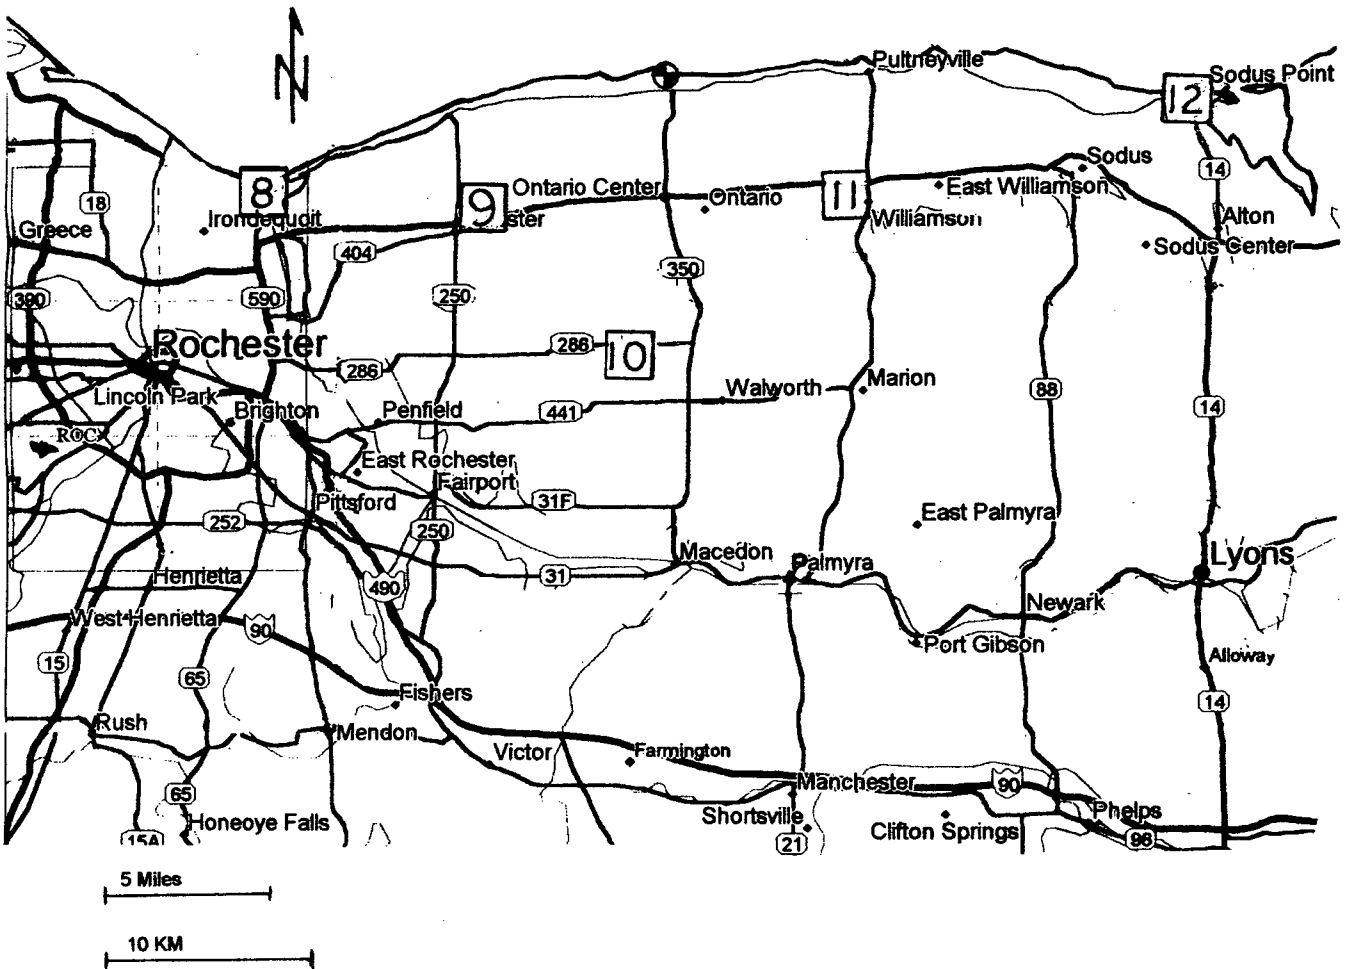 N
Pultneyville
12
Sodus Point
8
18
Irondequoit
Greece
9
ster
Ontario Center
Ontario
11
Williamson
East Williamson
Sodus
14
Alton
Sodus Center
404
390
590
250
350
Rochester
286
286
10
Lincoln Park
Brighton
Penfield
441
Walworth
Marion
88
14
ROC
East Rochester
Fairport
Pittsford
31F
252
250
East Palmyra
Macedon
Palmyra
Lyons
Henrietta
490
31
West Henrietta
90
Newark
Port Gibson
Alloway
15
65
Fishers
14
Rush
Mendon
Victor
Farmington
65
Manchester
90
Honeoye Falls
Shortsville
Clifton Springs
Phelps
15A
21
96
5 Miles
10 KM